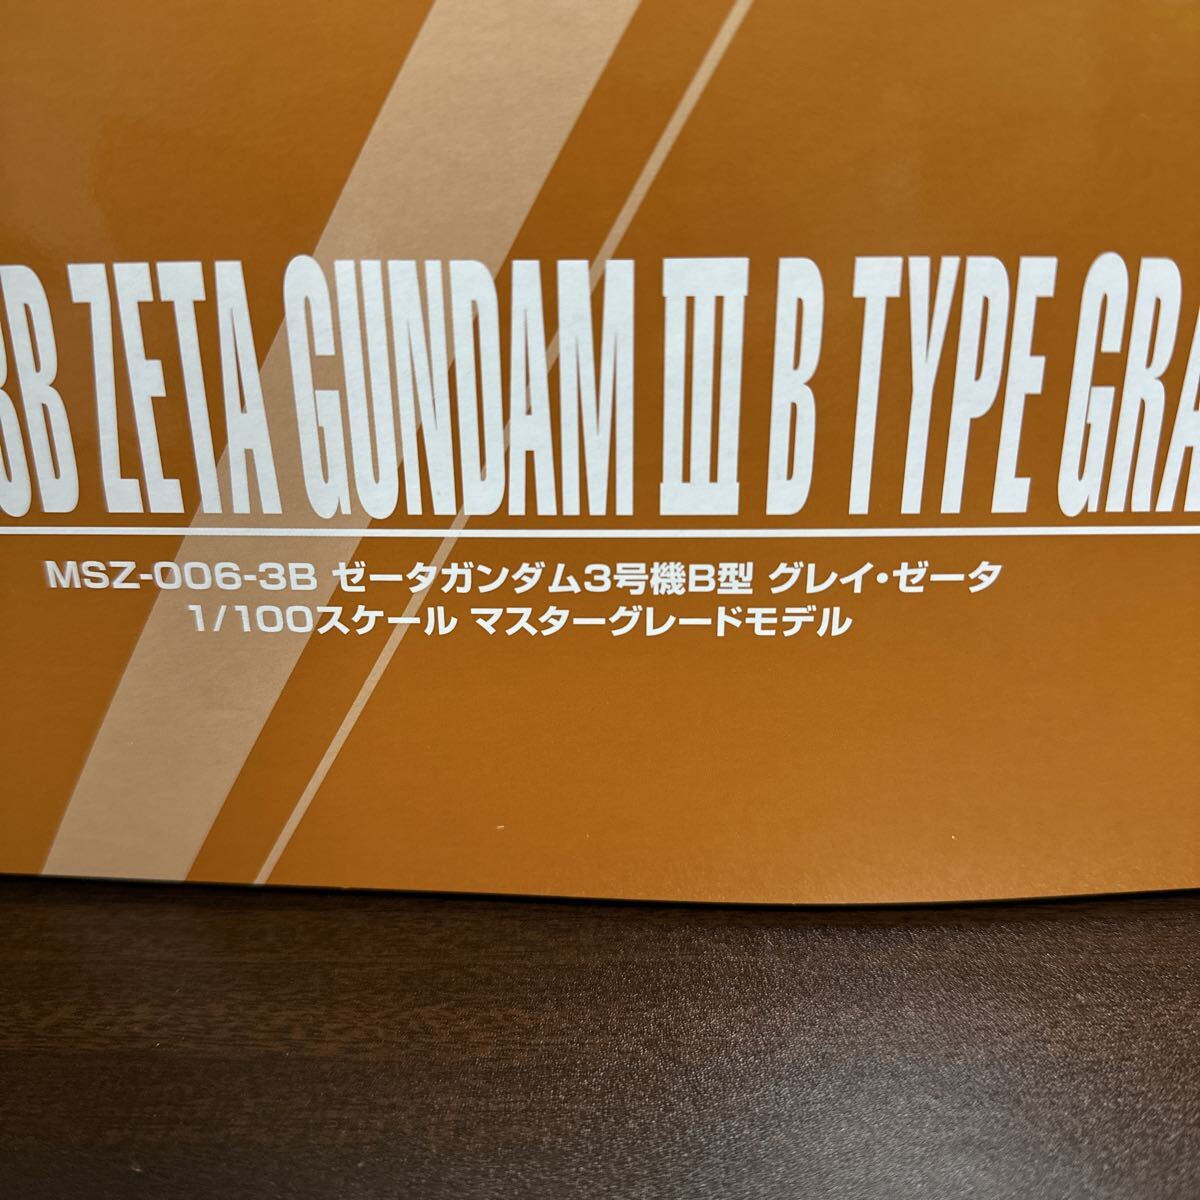 3B ZETA GUNDAM III B TYPE GRA
MSZ-006-3B ゼータガンダム3号機B型 グレイ・ゼータ
1/100スケール マスターグレードモデル